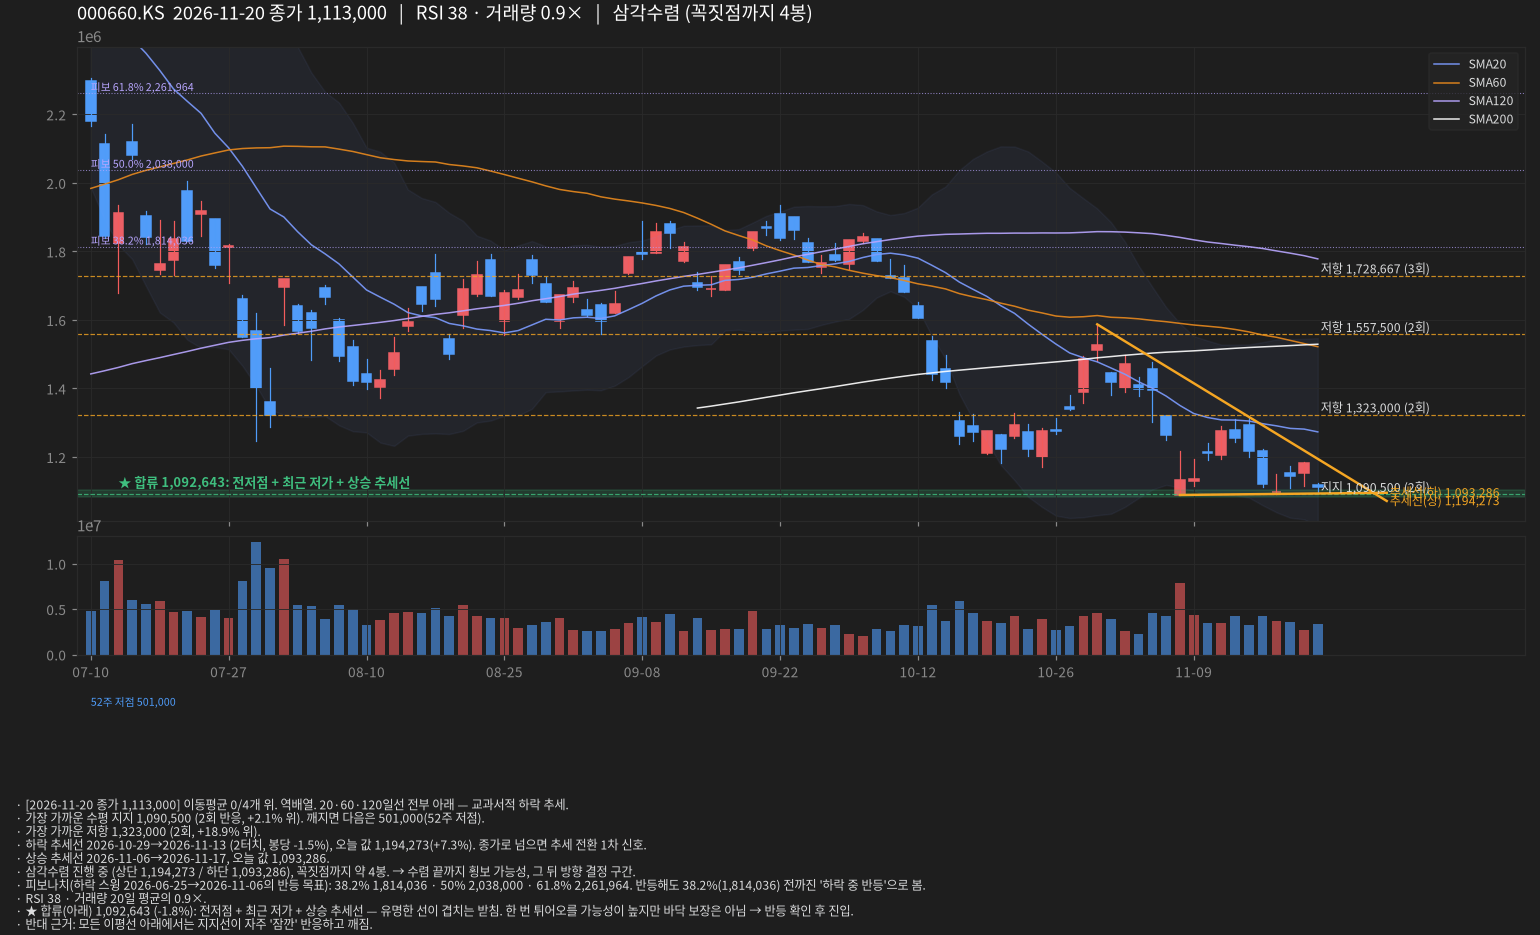 000660.KS 2026-11-20 종가 1,113,000 | RSI 38 · 거래량 0.9× | 삼각수렴 (꼭짓점까지 4봉)
1e6
SMA20
SMA60
SMA120
SMA200
피보 61.8% 2,261,964
2.2
피보 50.0% 2,038,000
2.0
피보 38.2% 1,814,036
1.8
저항 1,728,667 (3회)
1.6
저항 1,557,500 (2회)
1.4
저항 1,323,000 (2회)
1.2
★ 합류 1,092,643: 전저점 + 최근 저가 + 상승 추세선
지지 1,090,500 (2회)
추세선(하) 1,093,286
추세선(상) 1,194,273
1e7
1.0
0.5
0.0
07-10 07-27 08-10 08-25 09-08 09-22 10-12 10-26 11-09
52주 저점 501,000
· [2026-11-20 종가 1,113,000] 이동평균 0/4개 위. 역배열. 20·60·120일선 전부 아래 — 교과서적 하락 추세.
· 가장 가까운 수평 지지 1,090,500 (2회 반응, +2.1% 위). 깨지면 다음은 501,000(52주 저점).
· 가장 가까운 저항 1,323,000 (2회, +18.9% 위).
· 하락 추세선 2026-10-29→2026-11-13 (2터치, 봉당 -1.5%), 오늘 값 1,194,273(+7.3%). 종가로 넘으면 추세 전환 1차 신호.
· 상승 추세선 2026-11-06→2026-11-17, 오늘 값 1,093,286.
· 삼각수렴 진행 중 (상단 1,194,273 / 하단 1,093,286), 꼭짓점까지 약 4봉. → 수렴 끝까지 횡보 가능성, 그 뒤 방향 결정 구간.
· 피보나치(하락 스윙 2026-06-25→2026-11-06의 반등 목표): 38.2% 1,814,036 · 50% 2,038,000 · 61.8% 2,261,964. 반등해도 38.2%(1,814,036) 전까진 '하락 중 반등'으로 봄.
· RSI 38 · 거래량 20일 평균의 0.9×.
· ★ 합류(아래) 1,092,643 (-1.8%): 전저점 + 최근 저가 + 상승 추세선 — 유명한 선이 겹치는 받침. 한 번 튀어오를 가능성이 높지만 바닥 보장은 아님 → 반등 확인 후 진입.
· 반대 근거: 모든 이평선 아래에서는 지지선이 자주 '잠깐' 반응하고 깨짐.